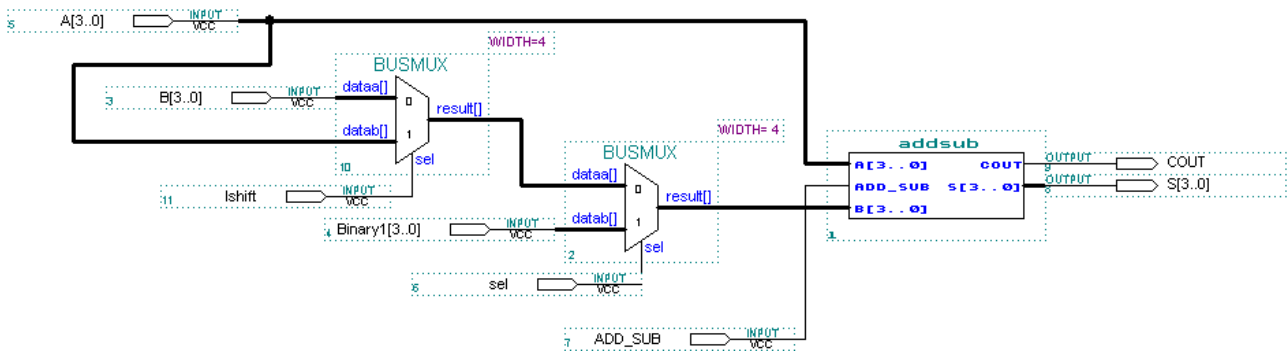 A[3..0]
INPUT
VCC
5
WIDTH=4
BUSMUX
B[3..0]
INPUT
VCC
3
dataa[]
0
result[]
datab[]
1
sel
10
WIDTH= 4
lshift
INPUT
VCC
11
BUSMUX
dataa[]
0
result[]
datab[]
1
sel
2
Binary1[3..0]
INPUT
VCC
4
sel
INPUT
VCC
6
ADD_SUB
INPUT
VCC
7
addsub
A[3..0]
COUT
ADD_SUB
S[3..0]
B[3..0]
1
OUTPUT
COUT
9
OUTPUT
S[3..0]
8